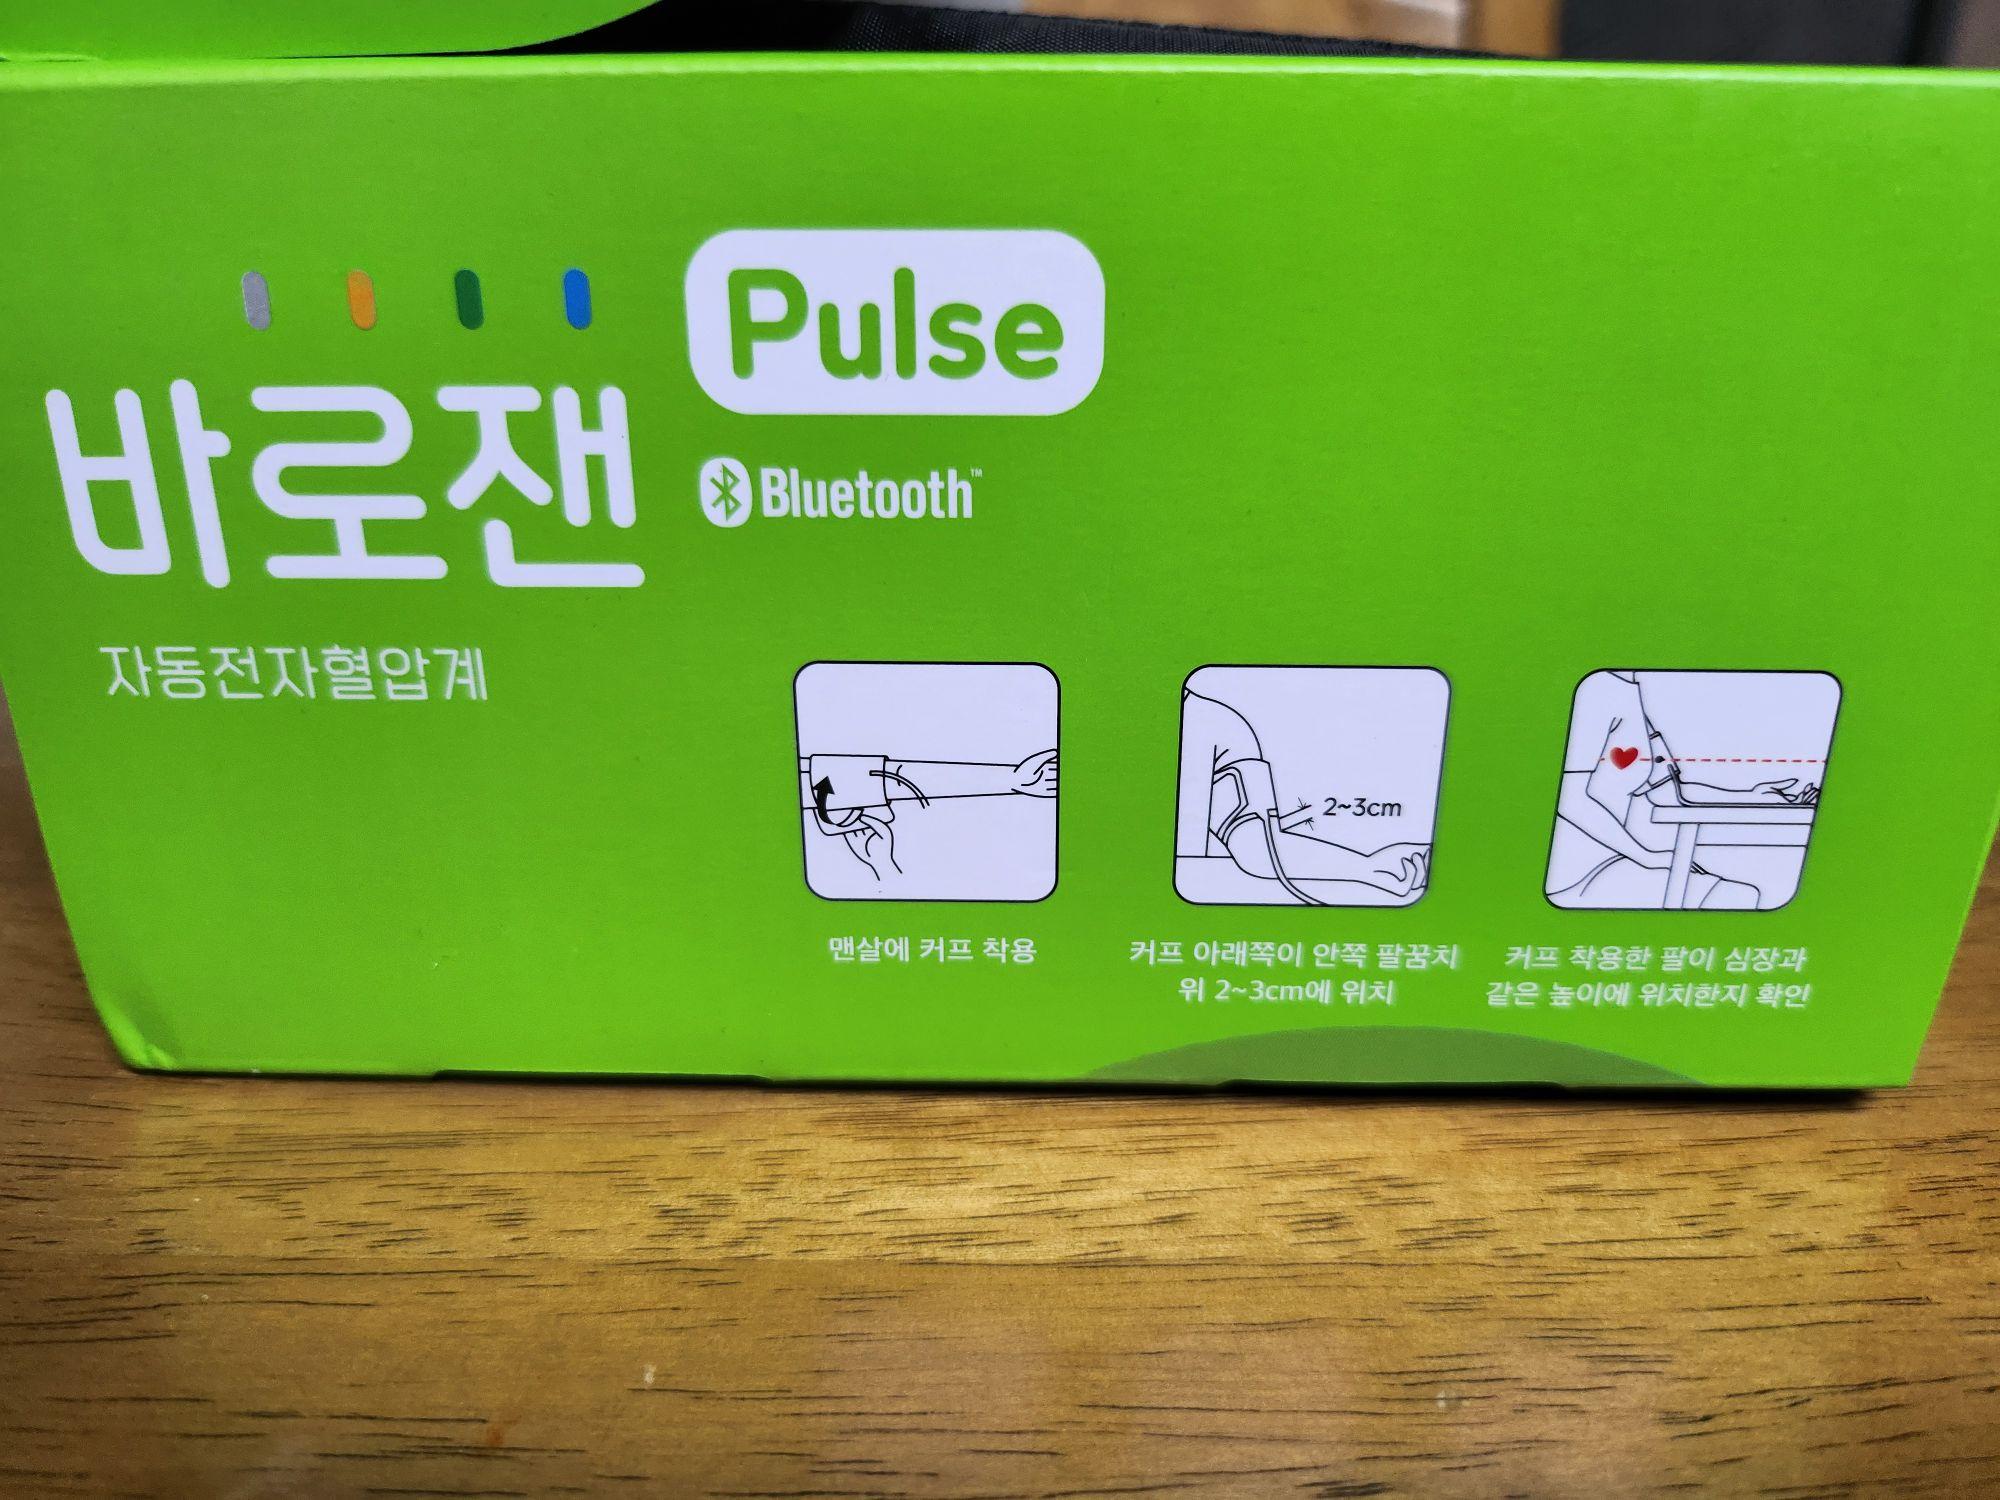 Pulse
바로잰
Bluetooth™
자동전자혈압계
2~3cm
맨살에 커프 착용
커프 아래쪽이 안쪽 팔꿈치
위 2~3cm에 위치
커프 착용한 팔이 심장과
같은 높이에 위치한지 확인